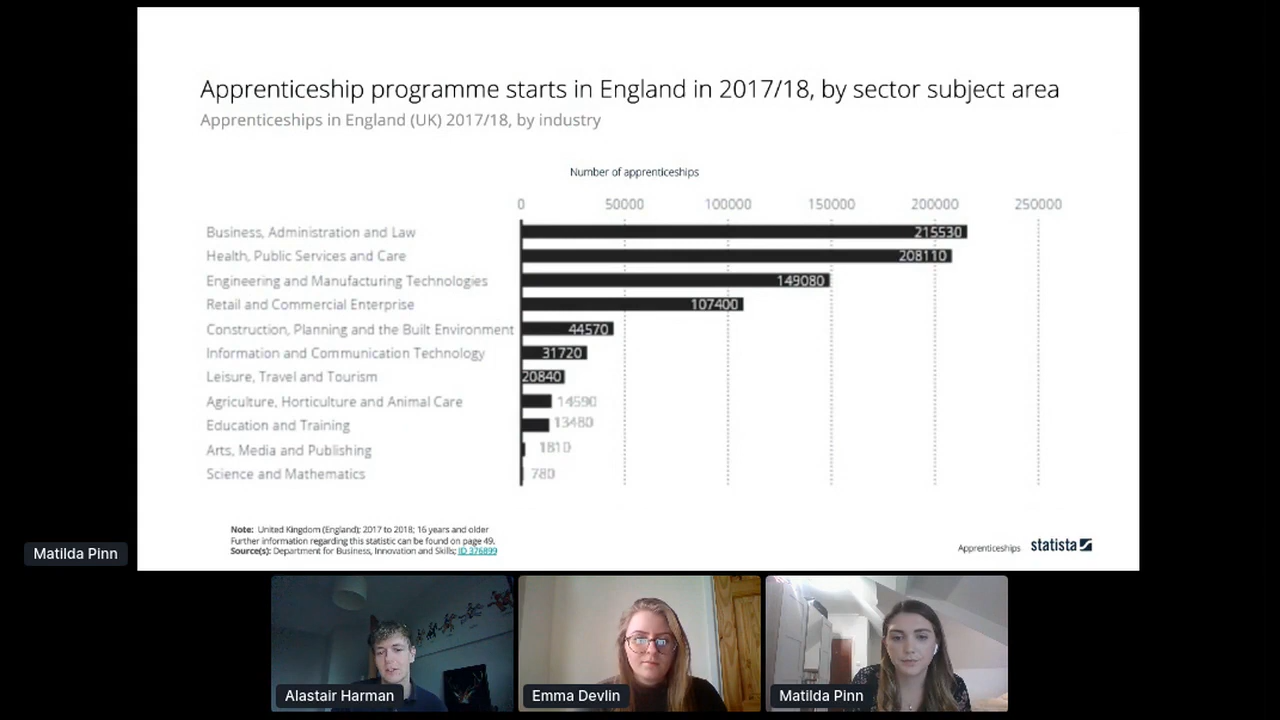 Apprenticeship programme starts in England in 2017/18, by sector subject area
Apprenticeships in England (UK) 2017/18, by industry
Number of apprenticeships
0 50000 100000 150000 200000 250000
Business, Administration and Law 215530
Health, Public Services and Care 208110
Engineering and Manufacturing Technologies 149080
Retail and Commercial Enterprise 107400
Construction, Planning and the Built Environment 44570
Information and Communication Technology 31720
Leisure, Travel and Tourism 20840
Agriculture, Horticulture and Animal Care 14590
Education and Training 13480
Arts, Media and Publishing 1810
Science and Mathematics 780
Note: United Kingdom (England); 2017 to 2018; 16 years and older
Further information regarding this statistic can be found on page 49.
Source(s): Department for Business, Innovation and Skills; ID 376899
Apprenticeships statista
Matilda Pinn
Alastair Harman
Emma Devlin
Matilda Pinn